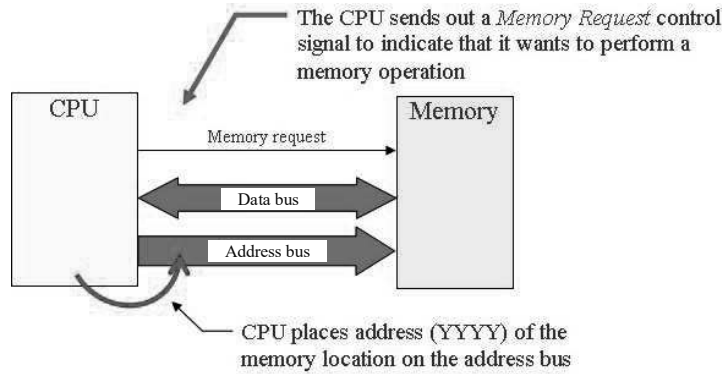 The CPU sends out a Memory Request control
signal to indicate that it wants to perform a
memory operation
CPU
Memory
Memory request
Data bus
Address bus
CPU places address (YYYY) of the
memory location on the address bus